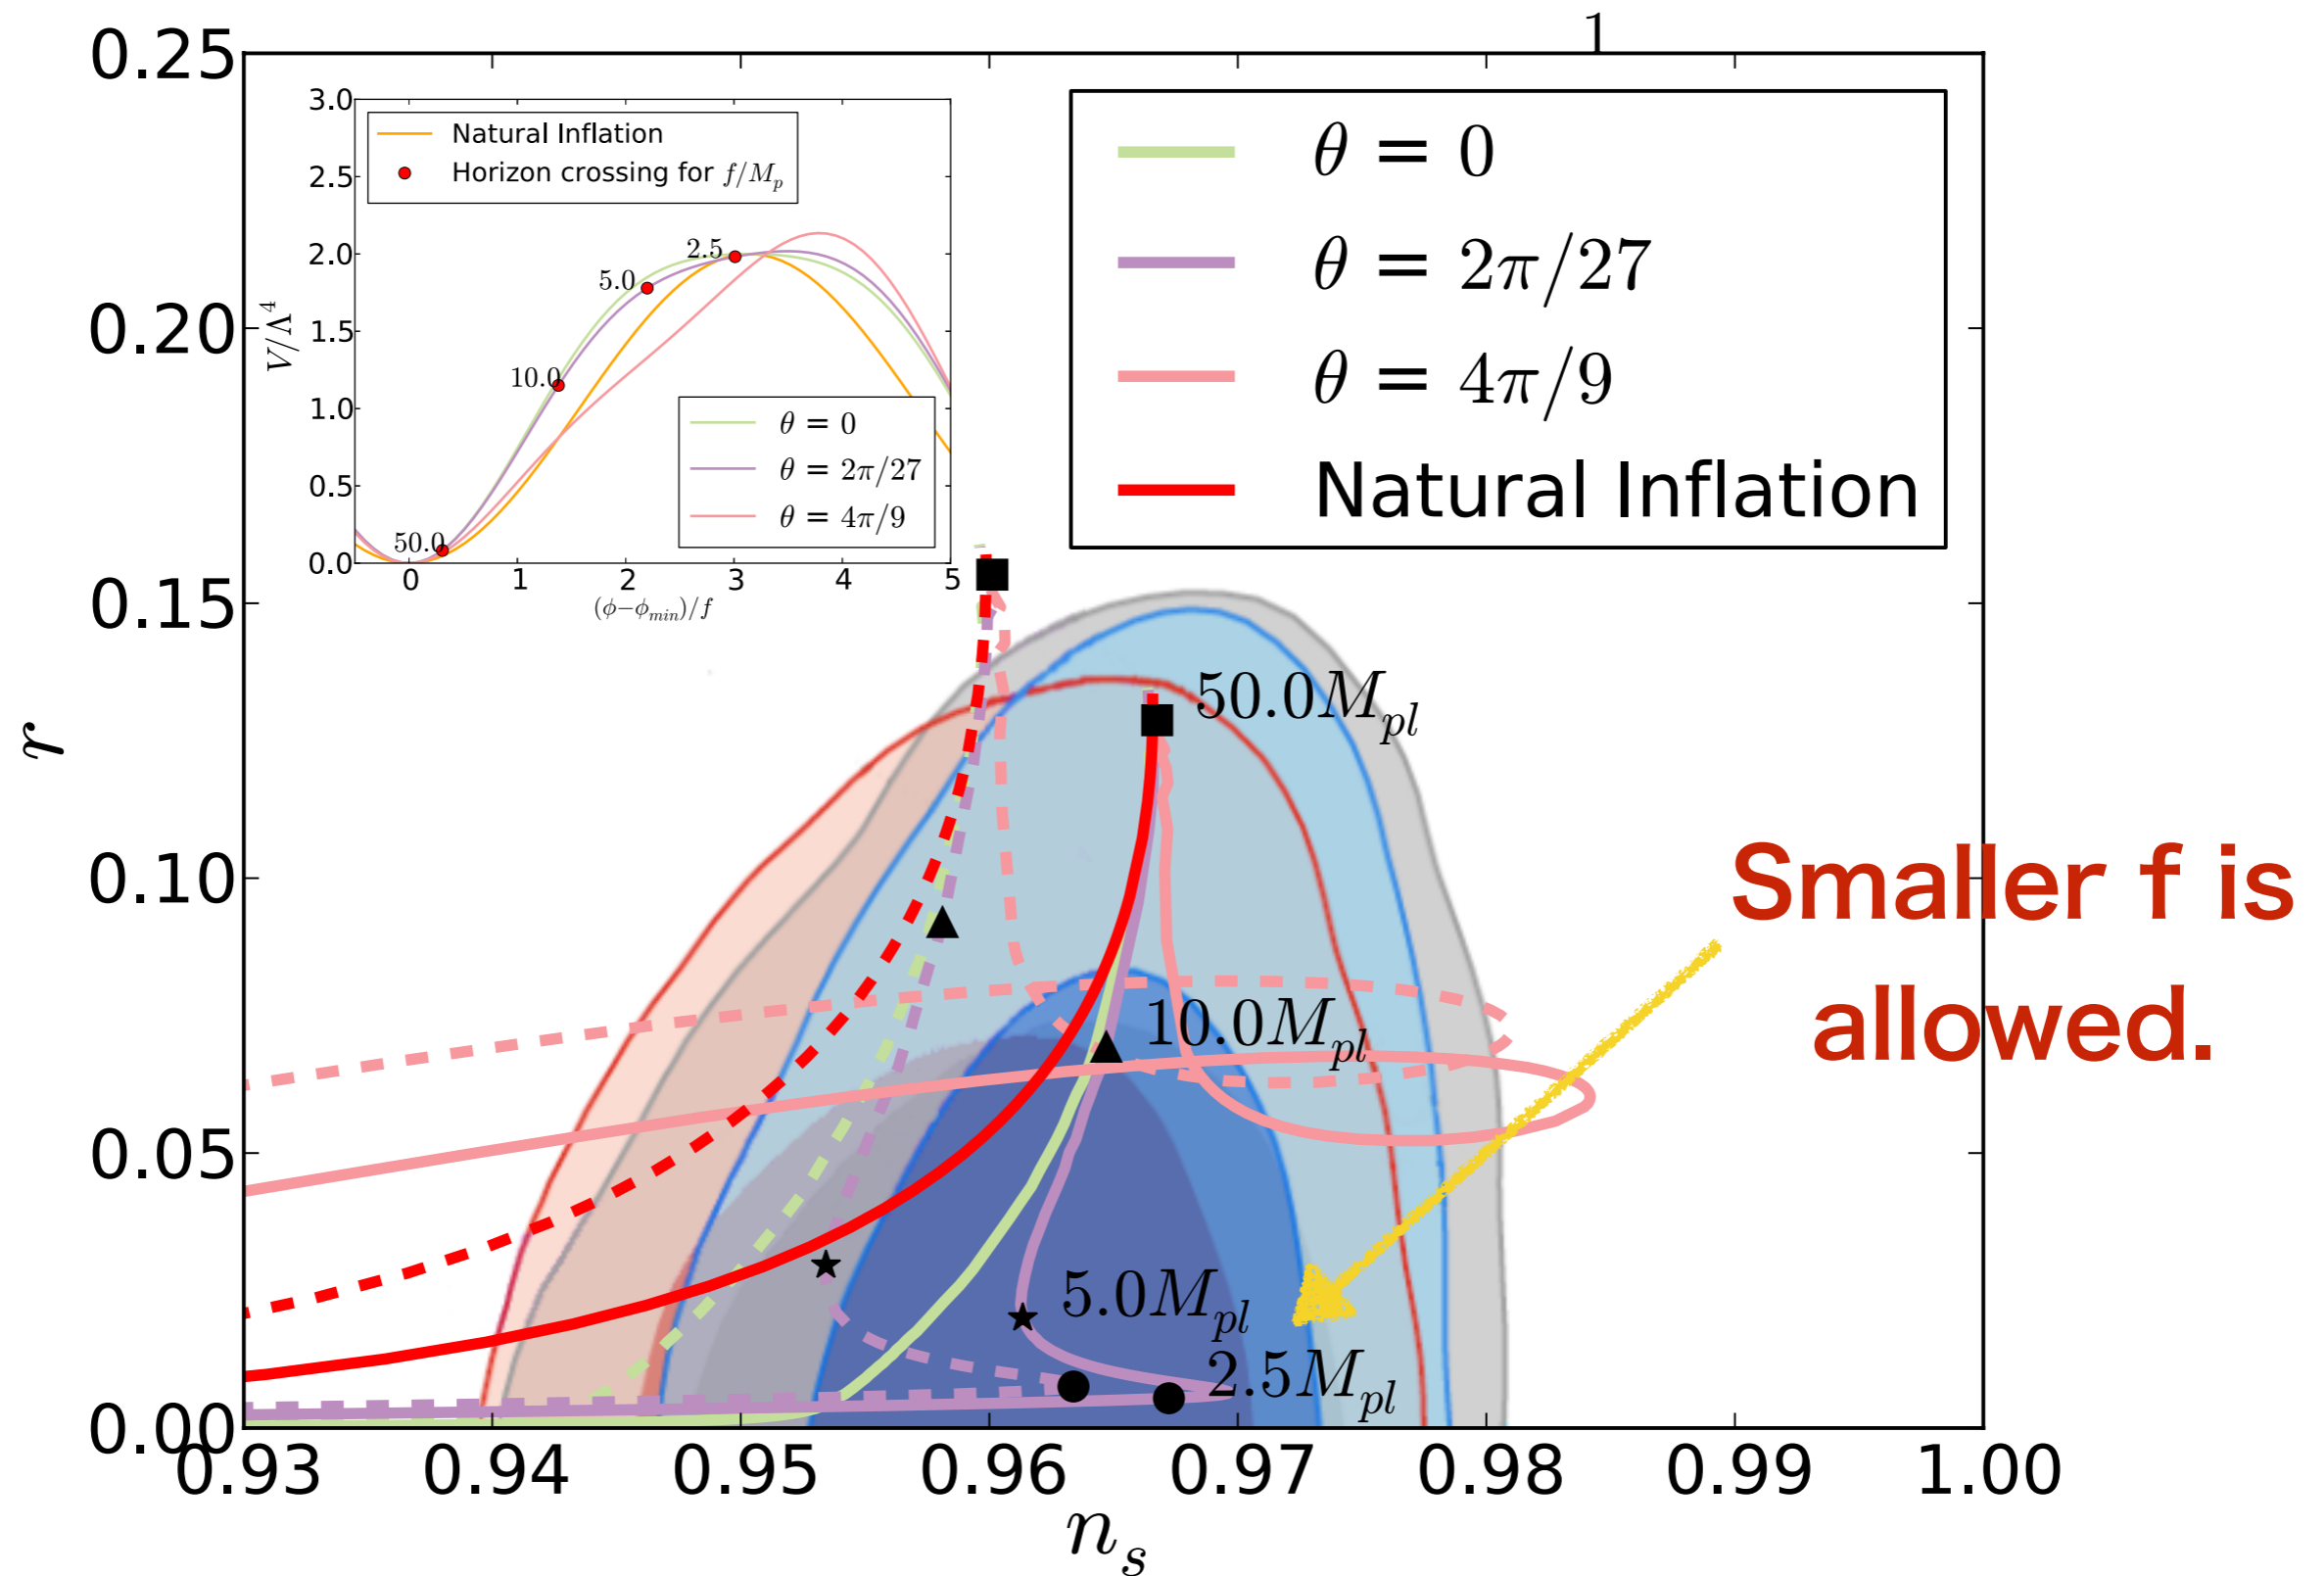 1
0.25
0.20
0.15
0.10
0.05
0.00
r
3.0
2.5
2.0
1.5
1.0
0.5
0.0
V/Λ⁴
Natural Inflation
Horizon crossing for f/M_p
2.5
5.0
10.0
50.0
θ = 0
θ = 2π/27
θ = 4π/9
0 1 2 3 4 5
(ϕ−ϕ_min)/f
θ = 0
θ = 2π/27
θ = 4π/9
Natural Inflation
50.0M_pl
10.0M_pl
5.0M_pl
2.5M_pl
Smaller f is
allowed.
0.93 0.94 0.95 0.96 0.97 0.98 0.99 1.00
n_s